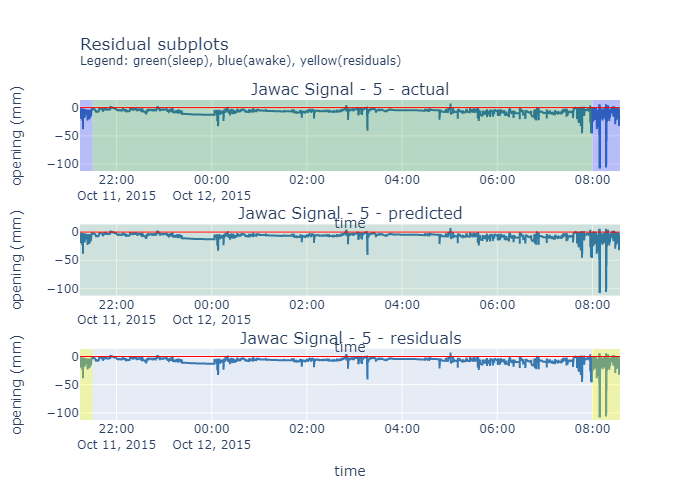 Residual subplots
Legend: green(sleep), blue(awake), yellow(residuals)
Jawac Signal - 5 - actual
opening (mm)
0
−50
−100
22:00 00:00 02:00 04:00 06:00 08:00
Oct 11, 2015 Oct 12, 2015
time
Jawac Signal - 5 - predicted
opening (mm)
0
−50
−100
22:00 00:00 02:00 04:00 06:00 08:00
Oct 11, 2015 Oct 12, 2015
time
Jawac Signal - 5 - residuals
opening (mm)
0
−50
−100
22:00 00:00 02:00 04:00 06:00 08:00
Oct 11, 2015 Oct 12, 2015
time